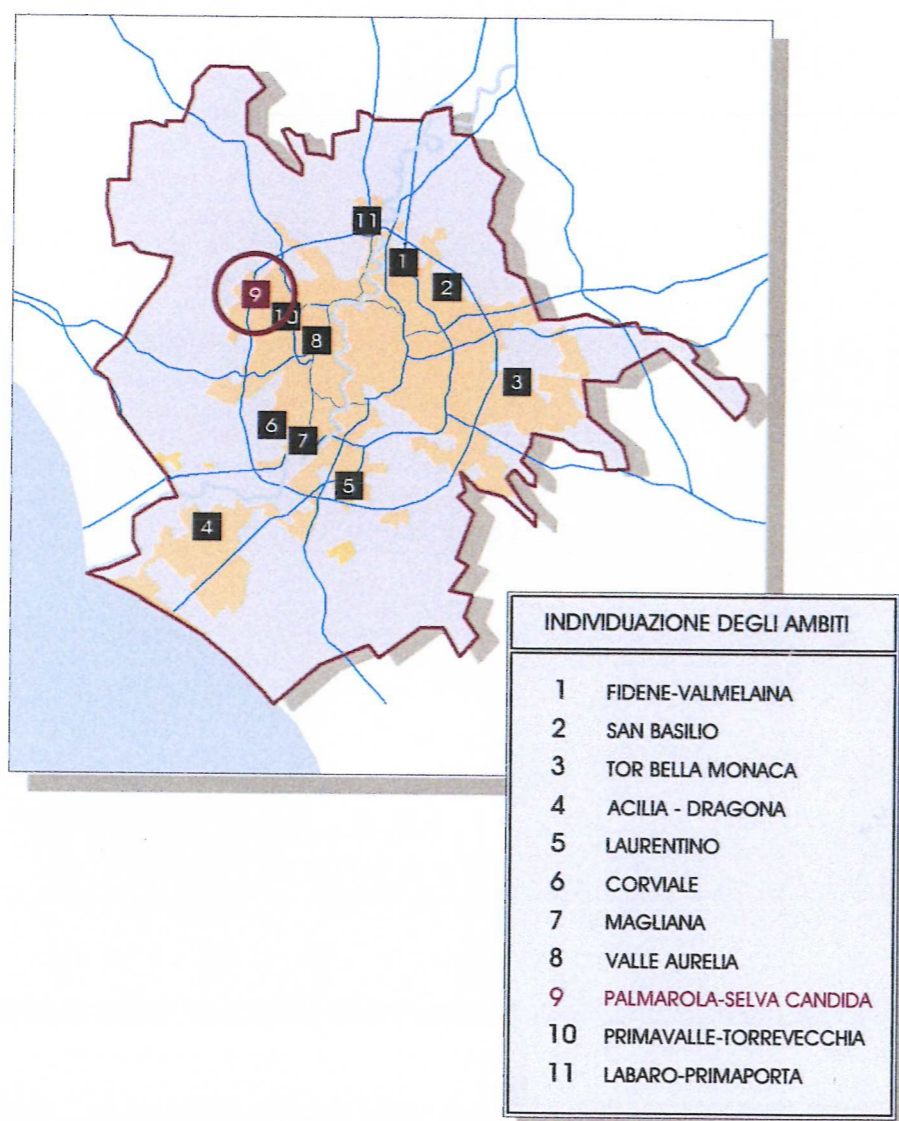 11
1
2
9
10
8
3
6
7
5
4
INDIVIDUAZIONE DEGLI AMBITI
1 FIDENE-VALMELAINA
2 SAN BASILIO
3 TOR BELLA MONACA
4 ACILIA - DRAGONA
5 LAURENTINO
6 CORVIALE
7 MAGLIANA
8 VALLE AURELIA
9 PALMAROLA-SELVA CANDIDA
10 PRIMAVALLE-TORREVECCHIA
11 LABARO-PRIMAPORTA